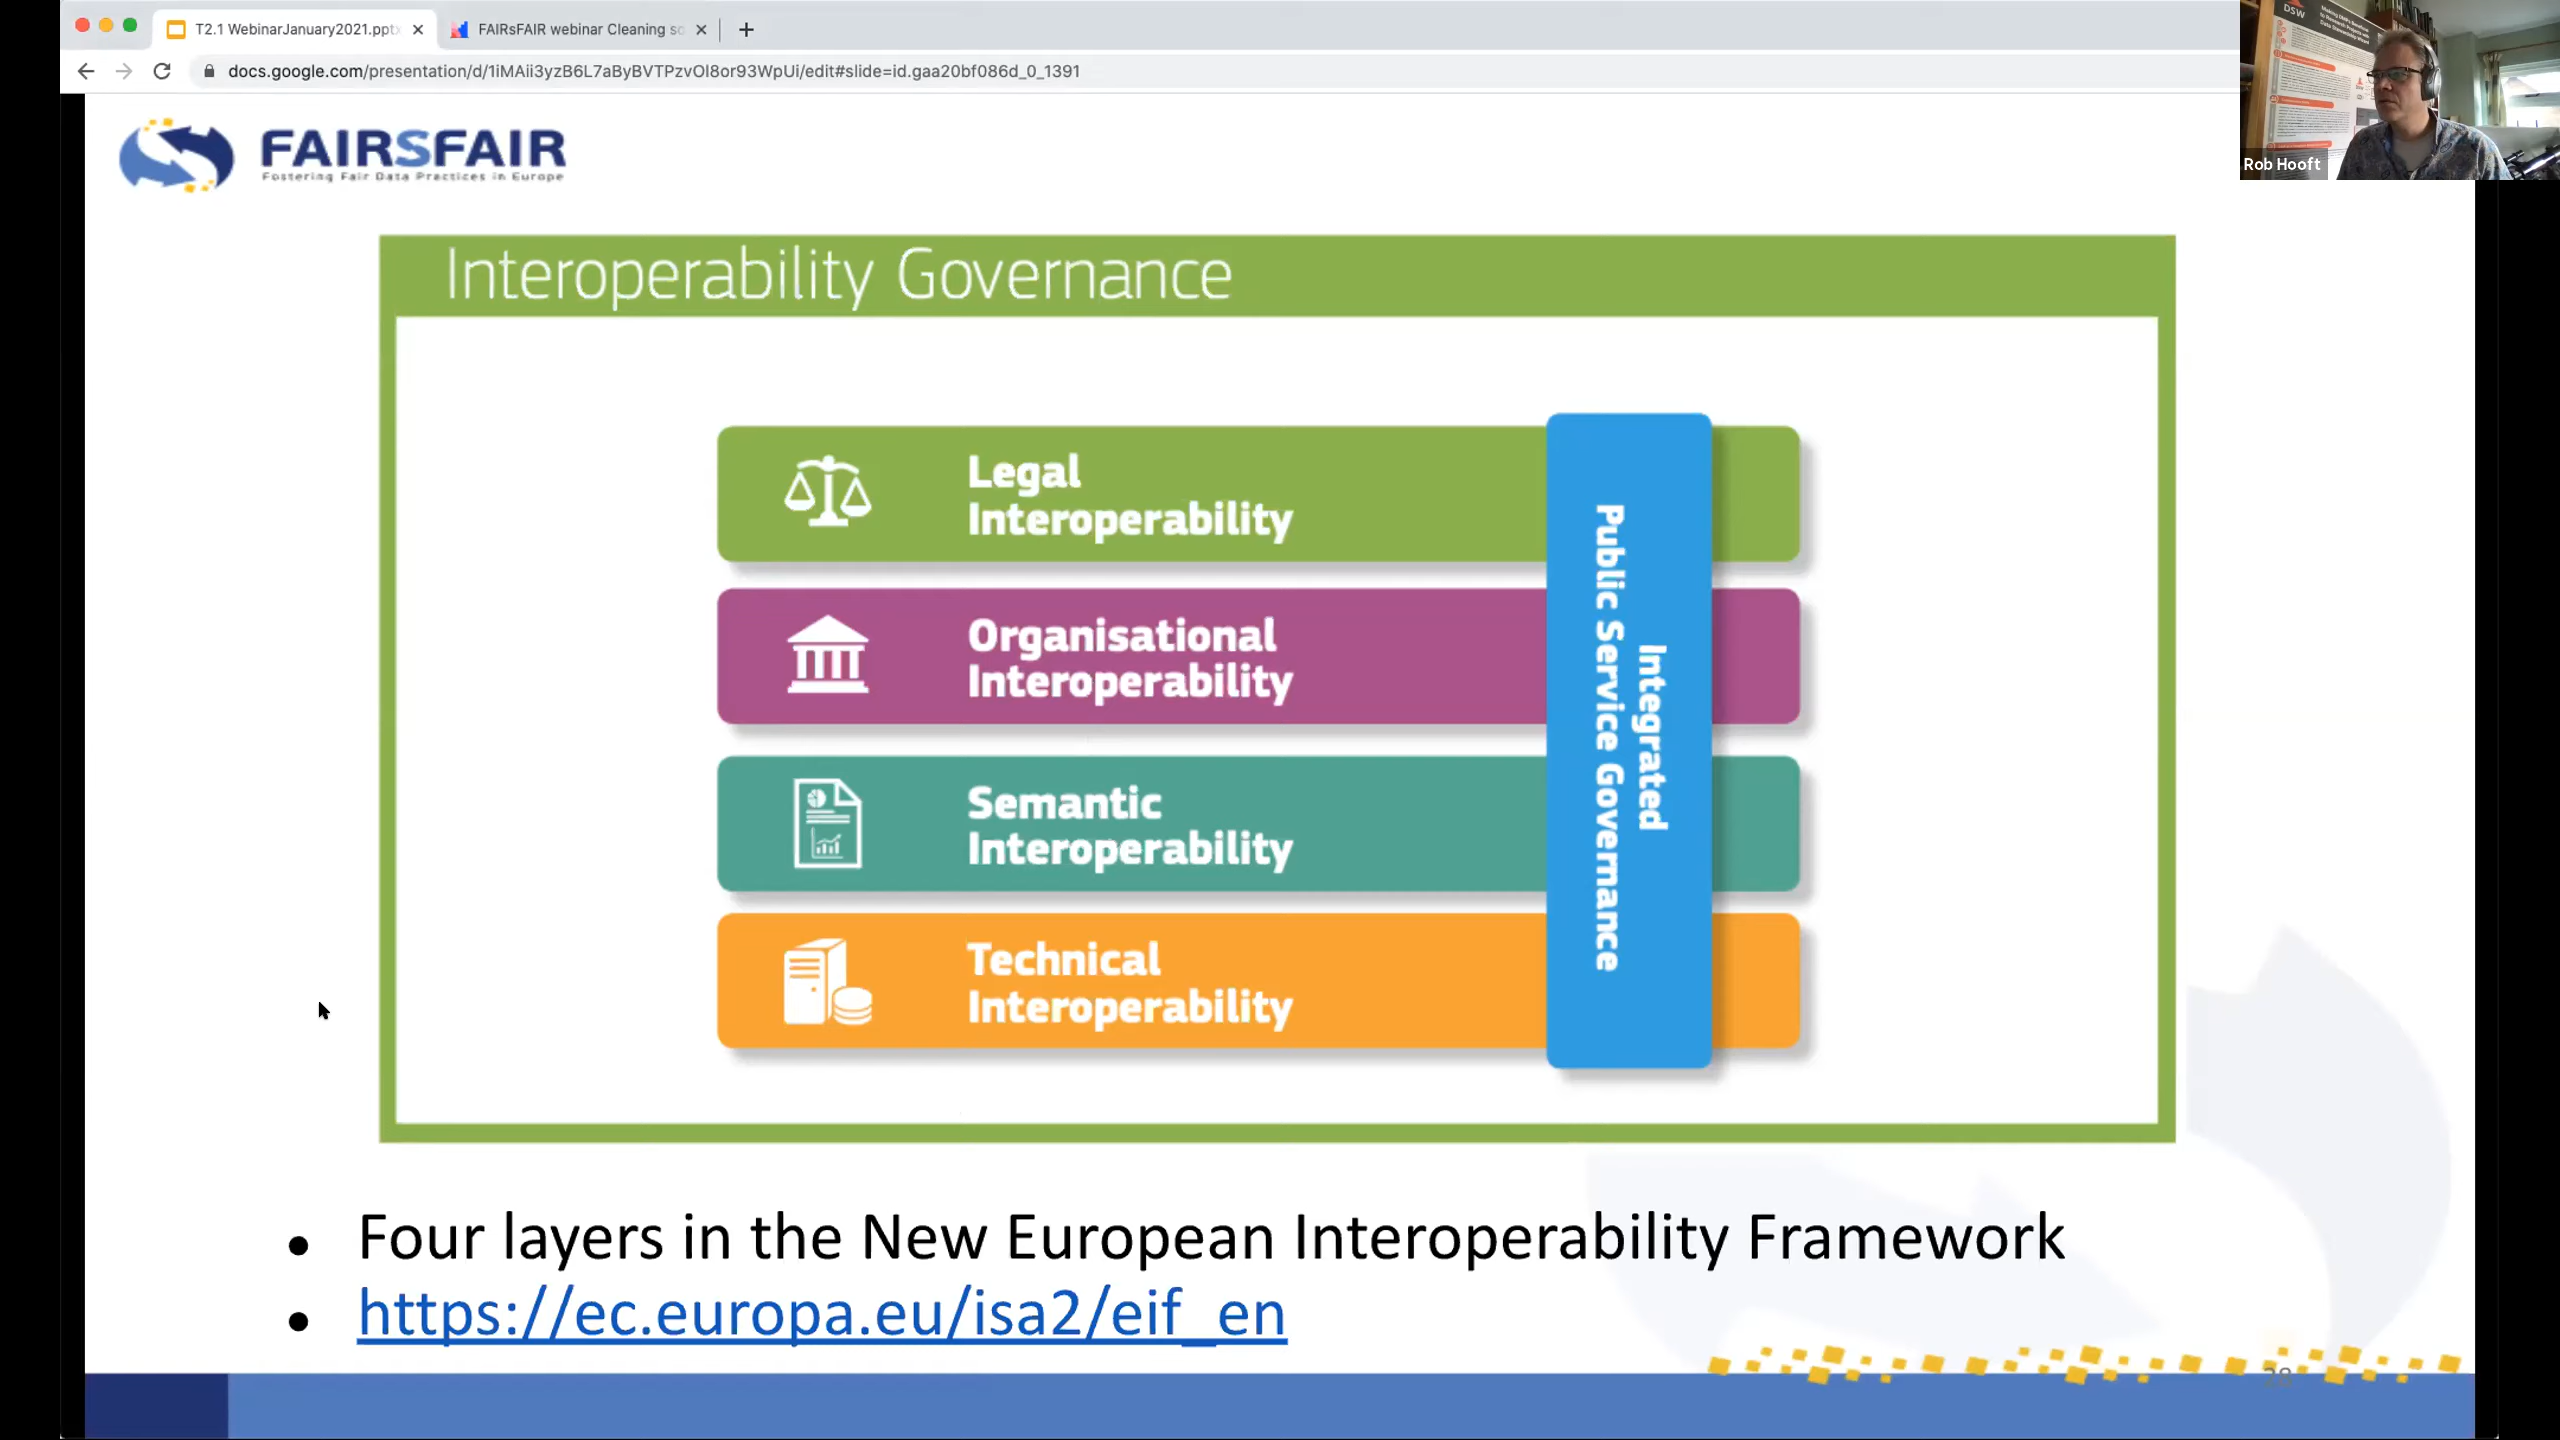 T2.1 WebinarJanuary2021.pptx
FAIRsFAIR webinar Cleaning sc
docs.google.com/presentation/d/1iMAii3yzB6L7aByBVTPzvOl8or93WpUi/edit#slide=id.gaa20bf086d_0_1391
DSW
Rob Hooft
FAIRSFAIR
Fostering Fair Data Practices in Europe
Interoperability Governance
Legal
Interoperability
Organisational
Interoperability
Semantic
Interoperability
Technical
Interoperability
Integrated
Public Service Governance
• Four layers in the New European Interoperability Framework
• https://ec.europa.eu/isa2/eif_en